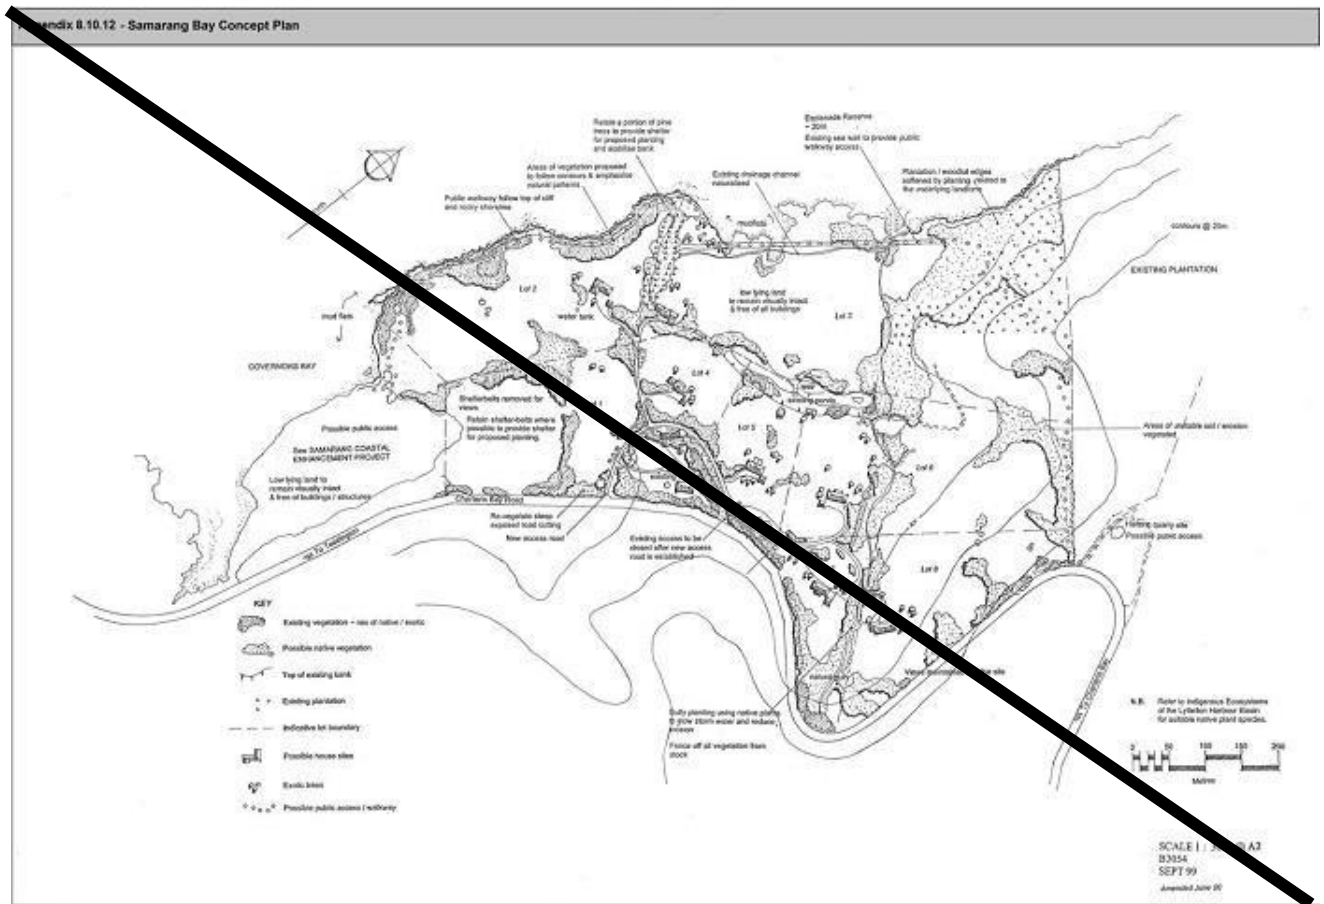 endix 8.10.12 - Samarang Bay Concept Plan
Retain a portion of pine
trees to provide shelter
for proposed planting
and stabilise bank
Esplanade Reserve
~ 20m
Existing sea wall to provide public
walkway access
Areas of vegetation proposed
to follow contours & emphasise
natural patterns
Existing drainage channel
naturalised
Plantation / woodlot edges
softened by planting related to
the underlying landform
Public walkway follow top of cliff
and rocky shoreline
mudflats
contours @ 20m
EXISTING PLANTATION
Lot 2
low lying land
to remain visually intact
& free of all buildings
Lot 3
water tank
mud flats
GOVERNORS BAY
Lot 4
Shelterbelts removed for
views
Retain shelter-belts where
possible to provide shelter
for proposed planting.
1
existing ponds
Possible public access
See SAMARANG COASTAL
ENHANCEMENT PROJECT
Low lying land to
remain visually intact
& free of buildings / structures
Lot 5
Areas of unstable soil / erosion
vegetated
Lot 6
Charteris Bay Road
Re-vegetate steep
exposed road cutting
New access road
Existing access to be
closed after new access
road is established
quarry site
Possible public access
KEY
Existing vegetation - mix of native / exotic
Possible native vegetation
Top of existing bank
Existing plantation
Indicative lot boundary
Possible house sites
Exotic trees
Possible public access / walkway
Gully planting using native plants
to slow storm water and reduce
erosion
Fence off all vegetation from
stock
N.B. Refer to Indigenous Ecosystems
of the Lyttelton Harbour Basin
for suitable native plant species.
0 50 100 150 200
Metres
SCALE 1 : @ A3
B3054
SEPT 99
Amended June 00